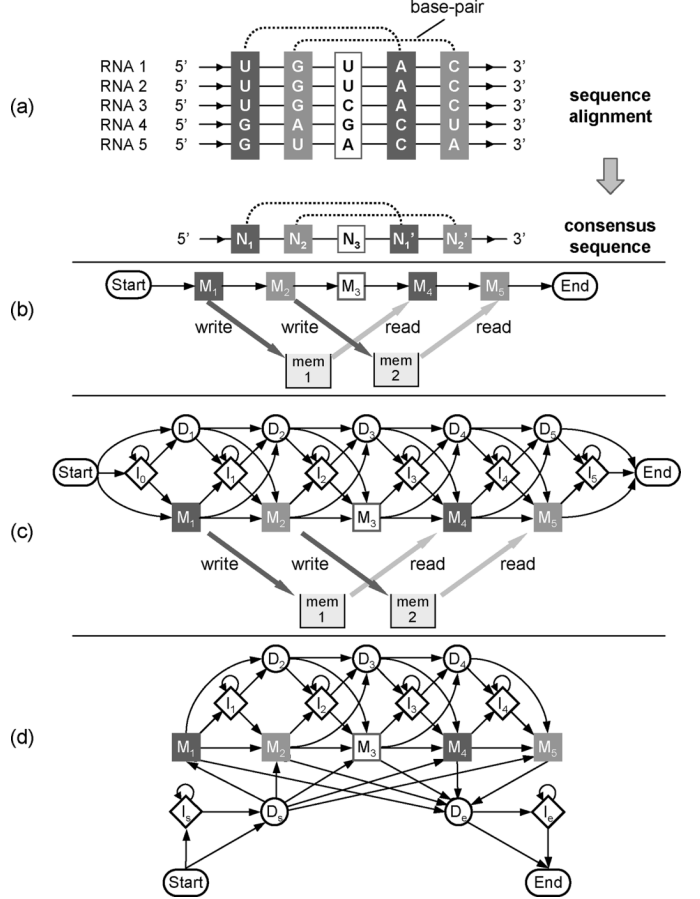 base-pair
RNA 1 5’ U G U A C 3’
RNA 2 5’ U G U A C 3’
RNA 3 5’ U G C A C 3’
RNA 4 5’ G A G C U 3’
RNA 5 5’ G U A C A 3’
(a)
sequence
alignment
consensus
sequence
5’ N1 N2 N3 N1’ N2’ 3’
(b)
Start M1 M2 M3 M4 M5 End
write write read read
mem
1
mem
2
(c)
D1 D2 D3 D4 D5
Start I0 I1 I2 I3 I4 I5 End
M1 M2 M3 M4 M5
write write read read
mem
1
mem
2
(d)
D2 D3 D4
I1 I2 I3 I4
M1 M2 M3 M4 M5
Is Ds De Ie
Start End